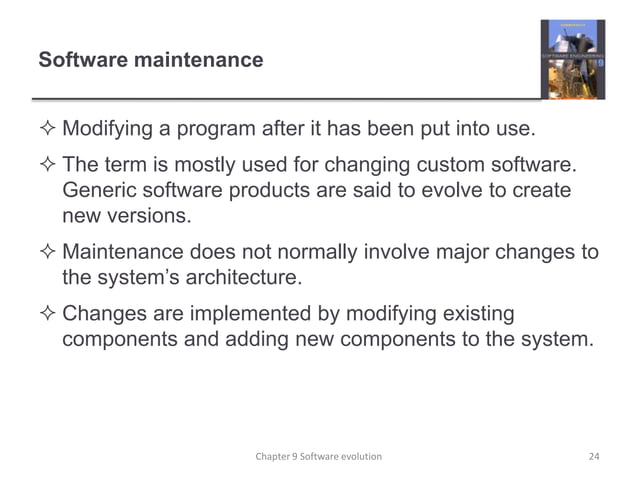 Software maintenance
SOFTWARE ENGINEERING
9
✧ Modifying a program after it has been put into use.
✧ The term is mostly used for changing custom software.
Generic software products are said to evolve to create
new versions.
✧ Maintenance does not normally involve major changes to
the system’s architecture.
✧ Changes are implemented by modifying existing
components and adding new components to the system.
Chapter 9 Software evolution
24